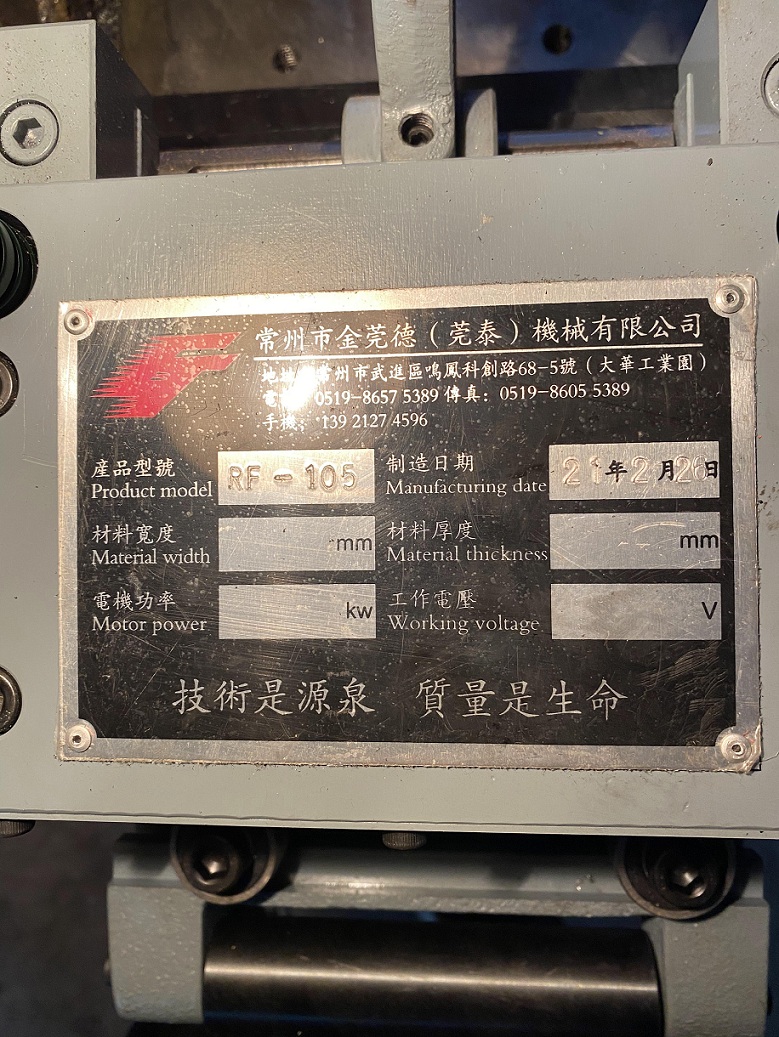 常州市金莞德（莞泰）機械有限公司
地址：常州市武進區鳴鳳科創路68-5號（大華工業園）
電話：0519-8657 5389 傳真：0519-8605 5389
手機：139 2127 4596
産品型號 RF-105 制造日期 21年2月26日
Product model Manufacturing date
材料寬度 mm 材料厚度 mm
Material width Material thickness
電機功率 kw 工作電壓 V
Motor power Working voltage
技術是源泉 質量是生命